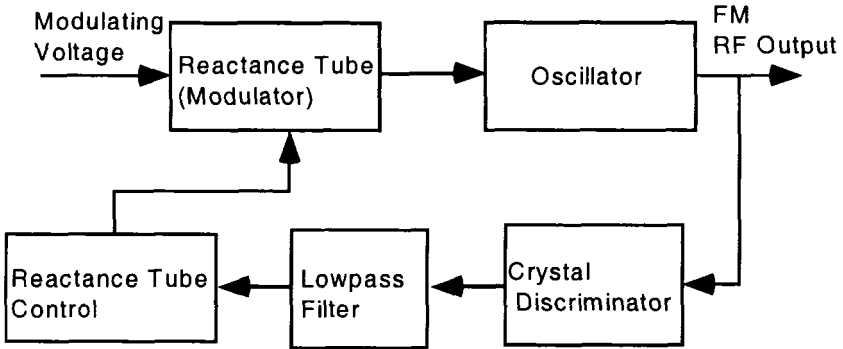 Modulating
Voltage
Reactance Tube
(Modulator)
Oscillator
FM
RF Output
Reactance Tube
Control
Lowpass
Filter
Crystal
Discriminator